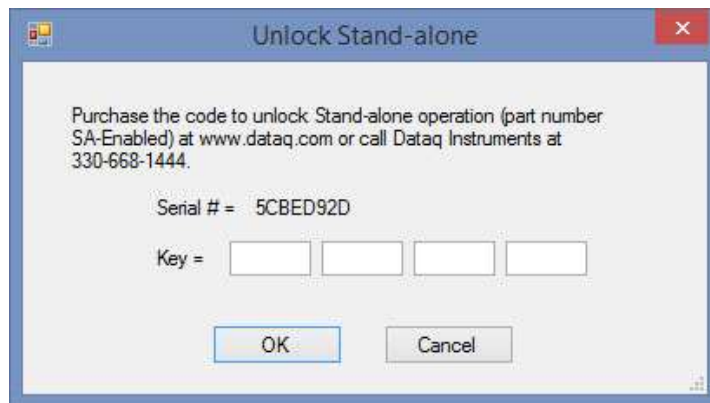 Unlock Stand-alone
Purchase the code to unlock Stand-alone operation (part number
SA-Enabled) at www.dataq.com or call Dataq Instruments at
330-668-1444.
Serial # = 5CBED92D
Key =
OK Cancel